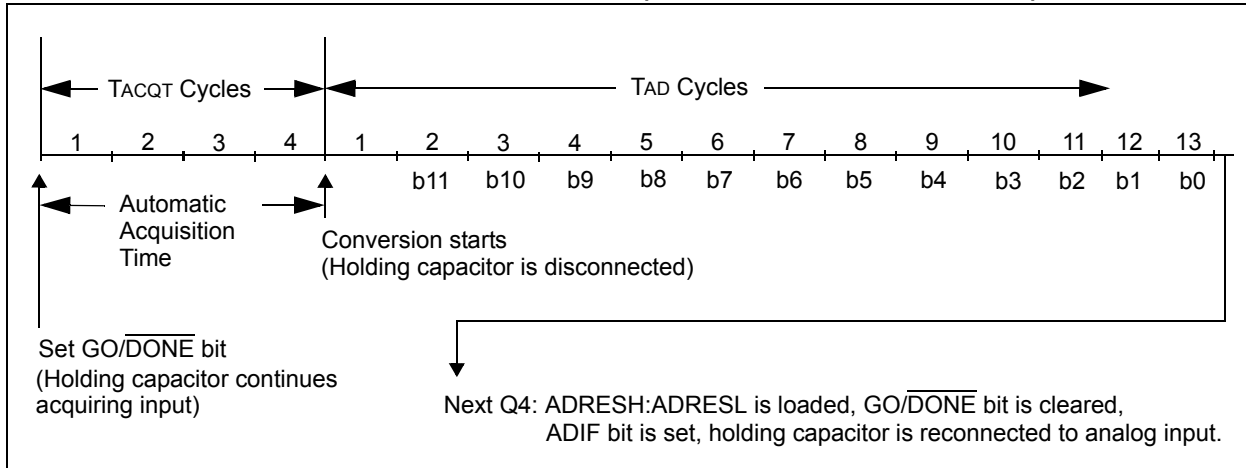 TACQT Cycles TAD Cycles
1 2 3 4 1 2 3 4 5 6 7 8 9 10 11 12 13
b11 b10 b9 b8 b7 b6 b5 b4 b3 b2 b1 b0
Automatic
Acquisition
Time
Conversion starts
(Holding capacitor is disconnected)
Set GO/DONE bit
(Holding capacitor continues
acquiring input)
Next Q4: ADRESH:ADRESL is loaded, GO/DONE bit is cleared,
ADIF bit is set, holding capacitor is reconnected to analog input.